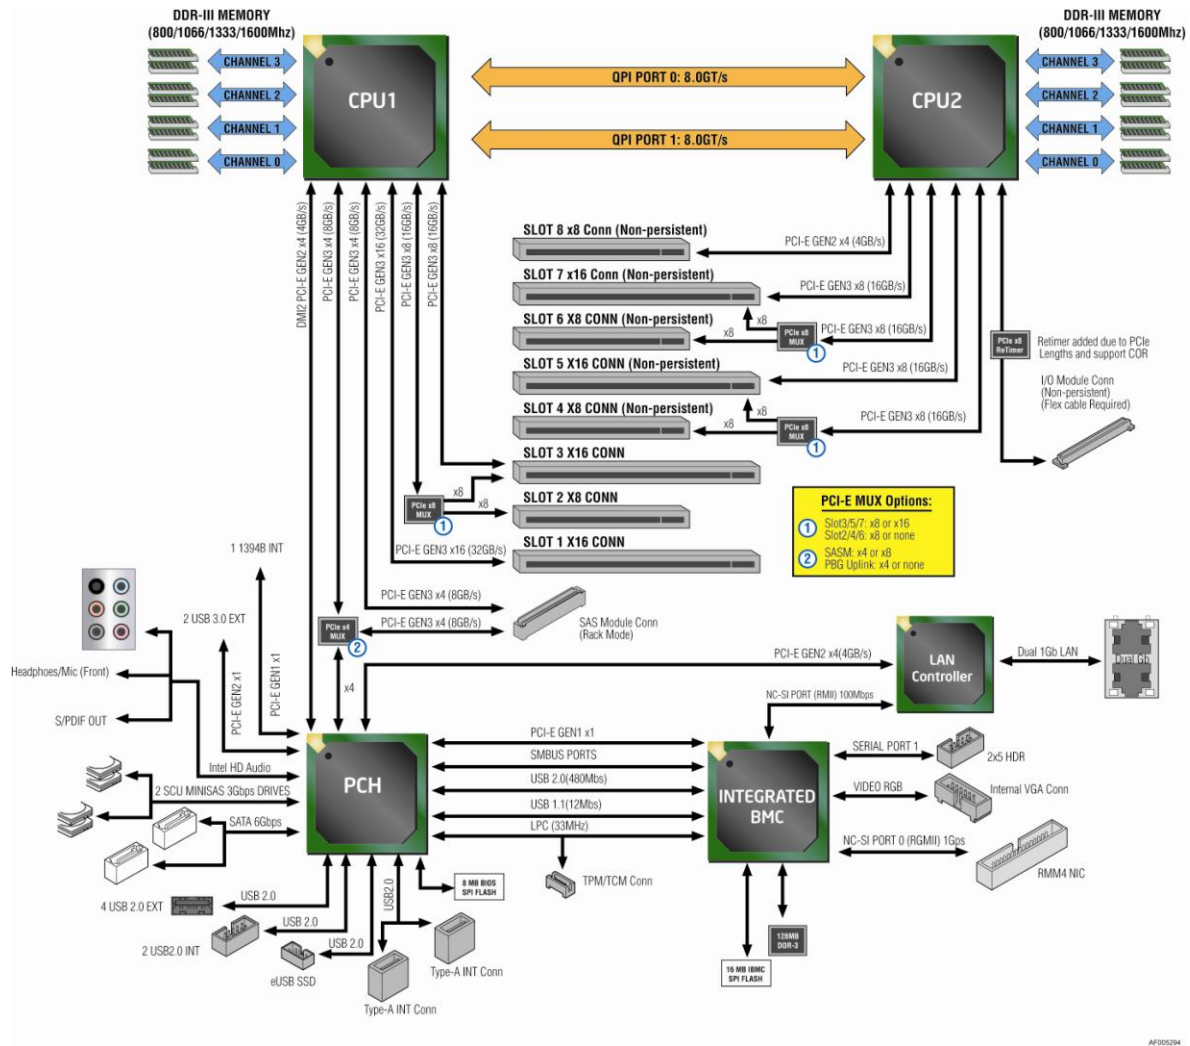 DDR-III MEMORY
(800/1066/1333/1600Mhz)
DDR-III MEMORY
(800/1066/1333/1600Mhz)
CHANNEL 3
CHANNEL 2
CHANNEL 1
CHANNEL 0
CPU1
QPI PORT 0: 8.0GT/s
QPI PORT 1: 8.0GT/s
CPU2
CHANNEL 3
CHANNEL 2
CHANNEL 1
CHANNEL 0
DMI2 PCI-E GEN2 x4 (4GB/s)
PCI-E GEN3 x4 (8GB/s)
PCI-E GEN3 x4 (8GB/s)
PCI-E GEN3 x16 (32GB/s)
PCI-E GEN3 x8 (16GB/s)
PCI-E GEN3 x8 (16GB/s)
SLOT 8 x8 Conn (Non-persistent)
PCI-E GEN2 x4 (4GB/s)
SLOT 7 x16 Conn (Non-persistent)
PCI-E GEN3 x8 (16GB/s)
SLOT 6 X8 CONN (Non-persistent)
x8
x8
PCIe x8
MUX
1
PCI-E GEN3 x8 (16GB/s)
SLOT 5 X16 CONN (Non-persistent)
PCI-E GEN3 x8 (16GB/s)
SLOT 4 X8 CONN (Non-persistent)
x8
x8
PCIe x8
MUX
1
PCI-E GEN3 x8 (16GB/s)
PCIe x8
ReTimer
Retimer added due to PCIe
Lengths and support COR
I/O Module Conn
(Non-persistent)
(Flex cable Required)
SLOT 3 X16 CONN
x8
x8
PCIe x8
MUX
1
SLOT 2 X8 CONN
SLOT 1 X16 CONN
PCI-E GEN3 x16 (32GB/s)
PCI-E MUX Options:
1
Slot3/5/7: x8 or x16
Slot2/4/6: x8 or none
2
SASM: x4 or x8
PBG Uplink: x4 or none
PCI-E GEN3 x4 (8GB/s)
PCI-E GEN3 x4 (8GB/s)
SAS Module Conn
(Rack Mode)
PCIe x4
MUX
2
x4
1 1394B INT
2 USB 3.0 EXT
PCI-E GEN2 x1
PCI-E GEN1 x1
Headphoes/Mic (Front)
S/PDIF OUT
Intel HD Audio
PCI-E GEN2 x4(4GB/s)
LAN
Controller
Dual 1Gb LAN
Dual Gb
NC-SI PORT (RMII) 100Mbps
PCH
PCI-E GEN1 x1
SMBUS PORTS
USB 2.0(480Mbs)
USB 1.1(12Mbs)
LPC (33MHz)
INTEGRATED
BMC
SERIAL PORT 1
2x5 HDR
VIDEO RGB
Internal VGA Conn
NC-SI PORT 0 (RGMII) 1Gps
RMM4 NIC
2 SCU MINISAS 3Gbps DRIVES
SATA 6Gbps
4 USB 2.0 EXT
USB 2.0
2 USB2.0 INT
USB 2.0
eUSB SSD
USB 2.0
USB2.0
Type-A INT Conn
Type-A INT Conn
8 MB BIOS
SPI FLASH
TPM/TCM Conn
128MB
DDR-3
16 MB IBMC
SPI FLASH
AF005294